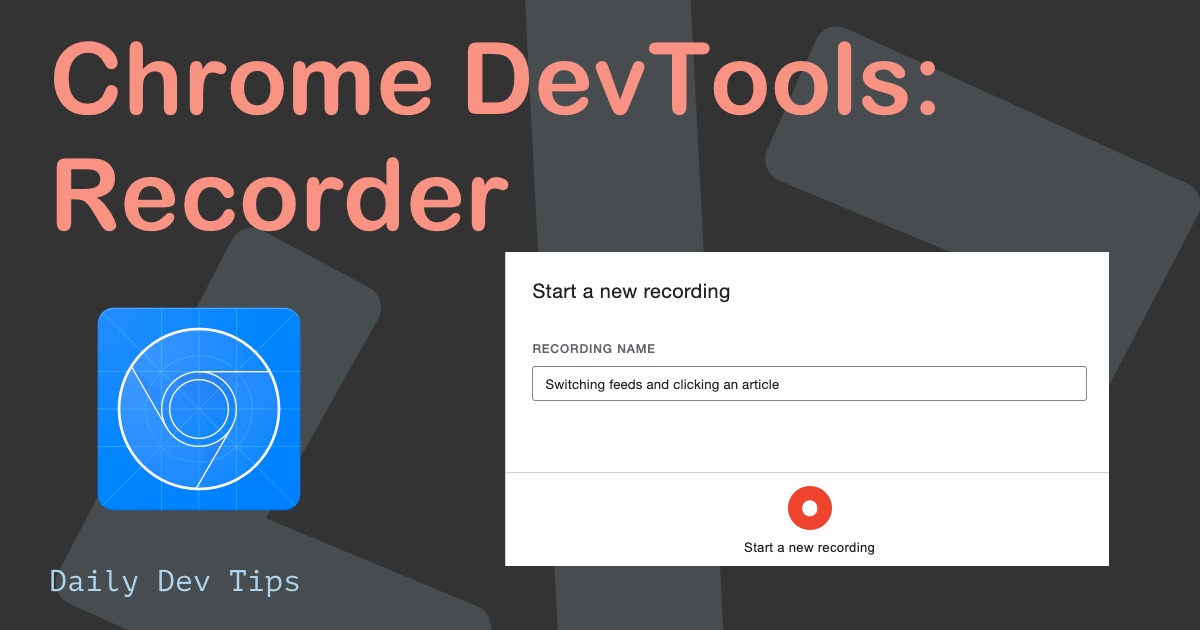 Chrome DevTools:
Recorder
Start a new recording
RECORDING NAME
Switching feeds and clicking an article
Start a new recording
Daily Dev Tips